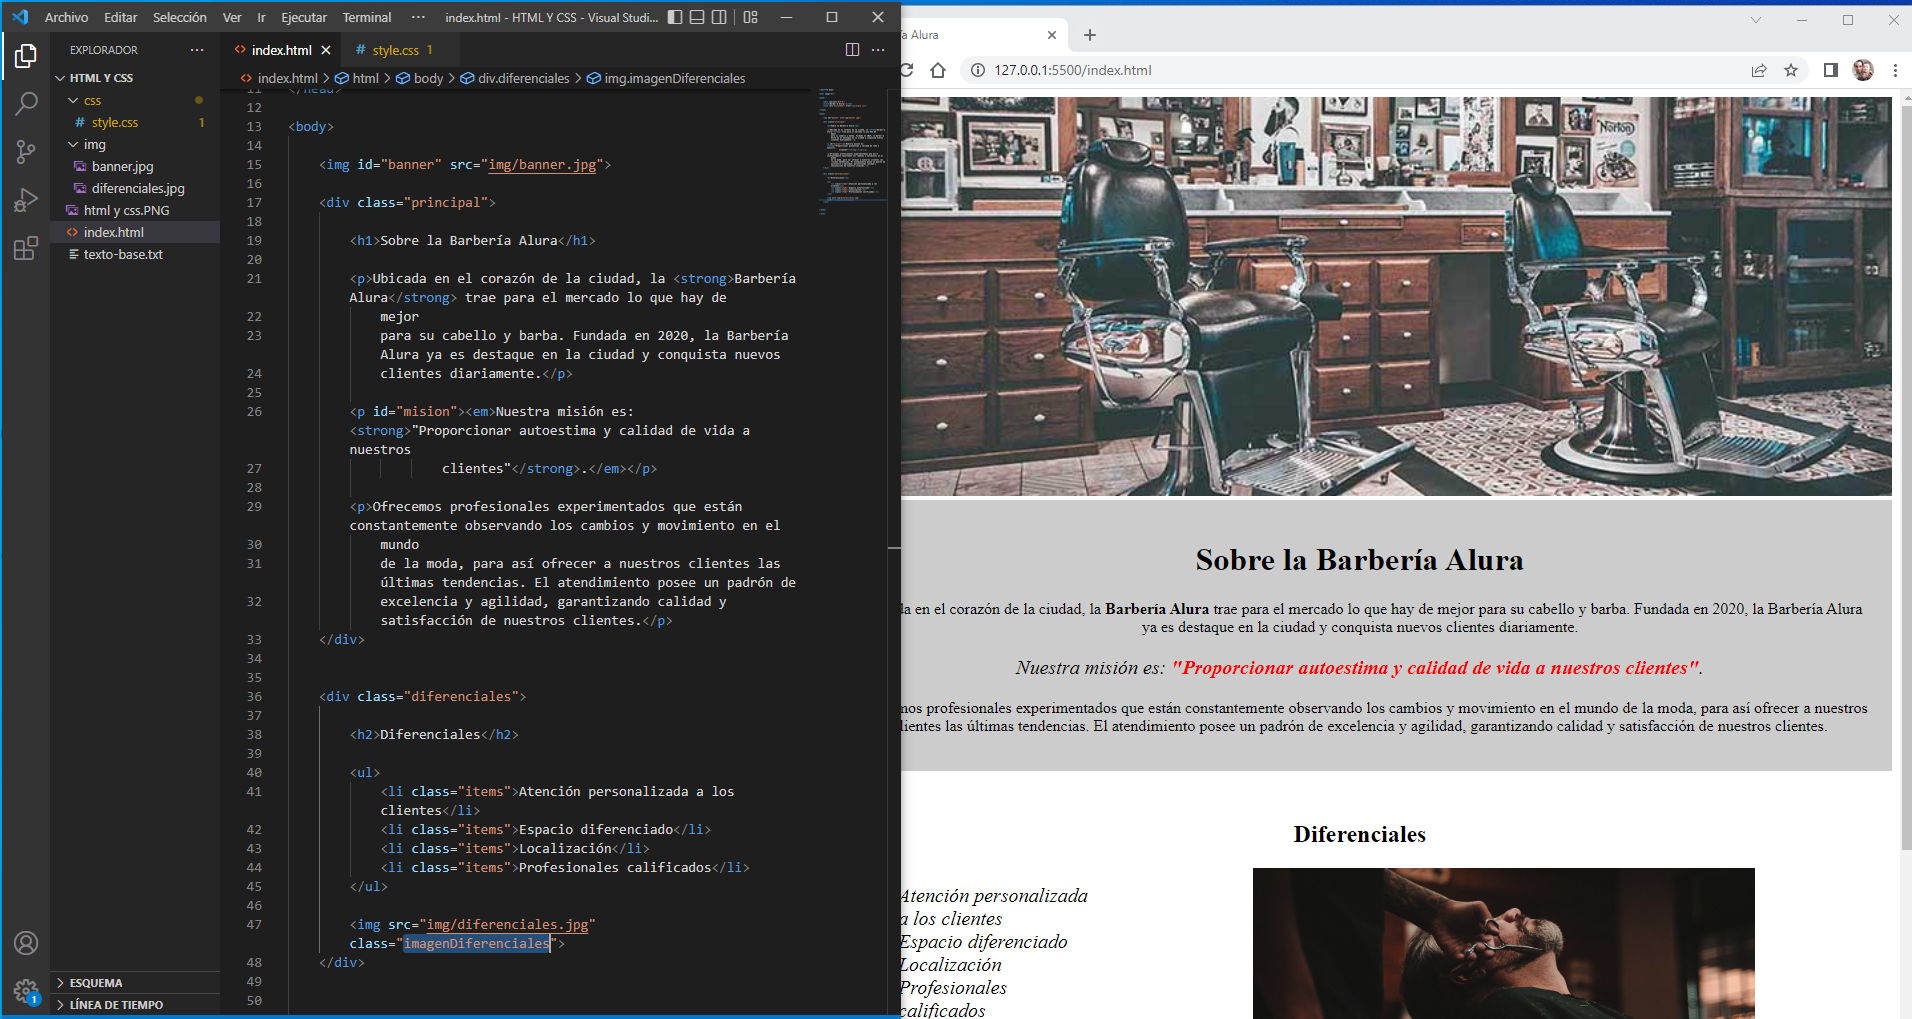 Archivo Editar Selección Ver Ir Ejecutar Terminal ··· index.html - HTML Y CSS - Visual Studi...
EXPLORADOR ···
HTML Y CSS
css
# style.css 1
img
banner.jpg
diferenciales.jpg
html y css.PNG
<> index.html
texto-base.txt
ESQUEMA
LÍNEA DE TIEMPO
1
<> index.html × # style.css 1 ···
<> index.html > html > body > div.diferenciales > img.imagenDiferenciales
11 </head>
12
13 <body>
14
15 <img id="banner" src="img/banner.jpg">
16
17 <div class="principal">
18
19 <h1>Sobre la Barbería Alura</h1>
20
21 <p>Ubicada en el corazón de la ciudad, la <strong>Barbería
Alura</strong> trae para el mercado lo que hay de
22 mejor
23 para su cabello y barba. Fundada en 2020, la Barbería
Alura ya es destaque en la ciudad y conquista nuevos
24 clientes diariamente.</p>
25
26 <p id="mision"><em>Nuestra misión es:
<strong>"Proporcionar autoestima y calidad de vida a
nuestros
27 clientes"</strong>.</em></p>
28
29 <p>Ofrecemos profesionales experimentados que están
constantemente observando los cambios y movimiento en el
30 mundo
31 de la moda, para así ofrecer a nuestros clientes las
últimas tendencias. El atendimiento posee un padrón de
32 excelencia y agilidad, garantizando calidad y
satisfacción de nuestros clientes.</p>
33 </div>
34
35
36 <div class="diferenciales">
37
38 <h2>Diferenciales</h2>
39
40 <ul>
41 <li class="items">Atención personalizada a los
clientes</li>
42 <li class="items">Espacio diferenciado</li>
43 <li class="items">Localización</li>
44 <li class="items">Profesionales calificados</li>
45 </ul>
46
47 <img src="img/diferenciales.jpg"
class="imagenDiferenciales">
48 </div>
49
50
a Alura ×
127.0.0.1:5500/index.html
Norton
Sobre la Barbería Alura
da en el corazón de la ciudad, la Barbería Alura trae para el mercado lo que hay de mejor para su cabello y barba. Fundada en 2020, la Barbería Alura
ya es destaque en la ciudad y conquista nuevos clientes diariamente.
Nuestra misión es: "Proporcionar autoestima y calidad de vida a nuestros clientes".
mos profesionales experimentados que están constantemente observando los cambios y movimiento en el mundo de la moda, para así ofrecer a nuestros
lientes las últimas tendencias. El atendimiento posee un padrón de excelencia y agilidad, garantizando calidad y satisfacción de nuestros clientes.
Diferenciales
Atención personalizada
a los clientes
Espacio diferenciado
Localización
Profesionales
calificados